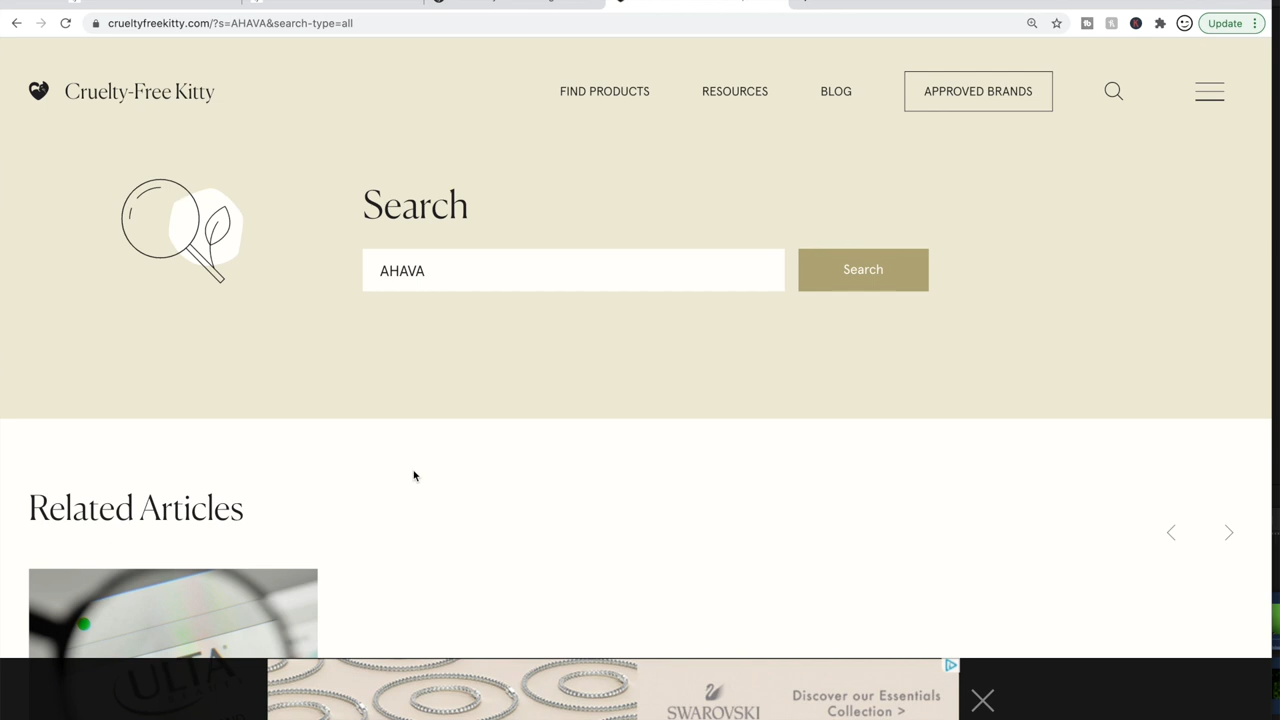 crueltyfreekitty.com/?s=AHAVA&search-type=all
Update
Cruelty-Free Kitty
FIND PRODUCTS
RESOURCES
BLOG
APPROVED BRANDS
Search
AHAVA
Search
Related Articles
ULTA
SWAROVSKI
Discover our Essentials
Collection >